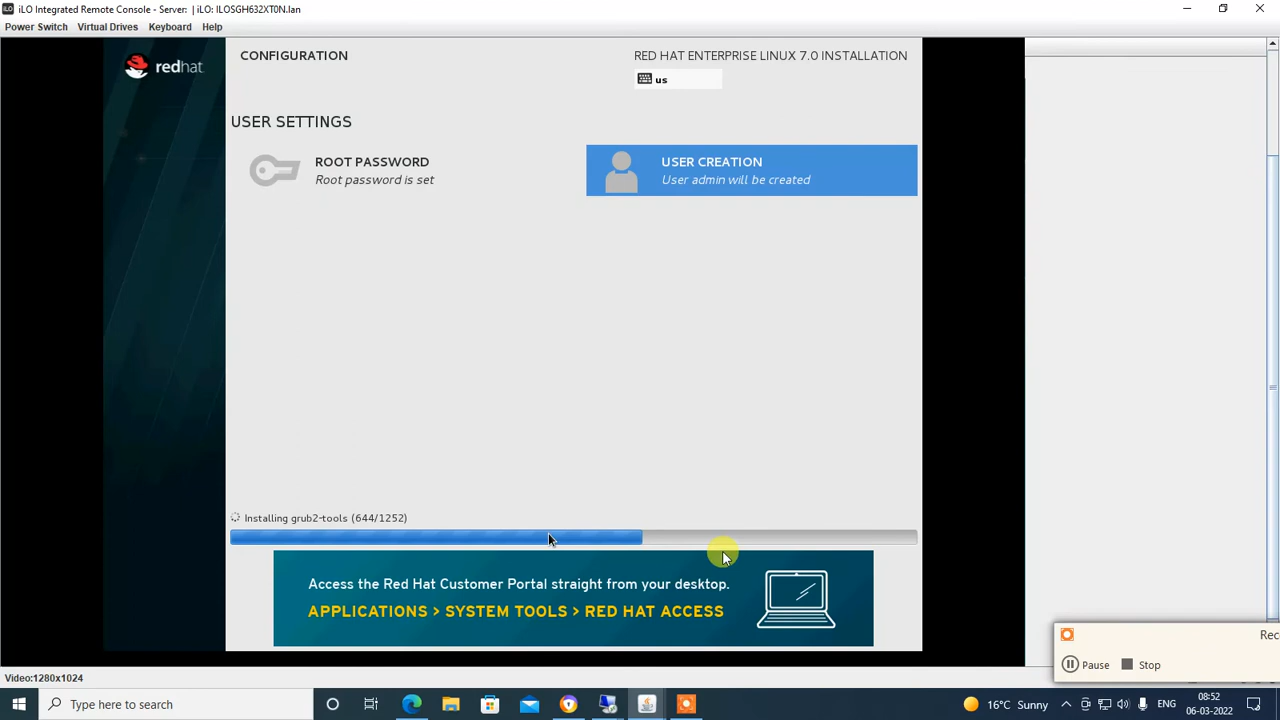 iLO Integrated Remote Console - Server: | iLO: ILOSGH632XT0N.lan
Power Switch Virtual Drives Keyboard Help
redhat.
CONFIGURATION
RED HAT ENTERPRISE LINUX 7.0 INSTALLATION
us
USER SETTINGS
ROOT PASSWORD
Root password is set
USER CREATION
User admin will be created
Installing grub2-tools (644/1252)
Access the Red Hat Customer Portal straight from your desktop.
APPLICATIONS > SYSTEM TOOLS > RED HAT ACCESS
Rec
Pause Stop
Video:1280x1024
Type here to search
16°C Sunny
ENG
08:52
06-03-2022